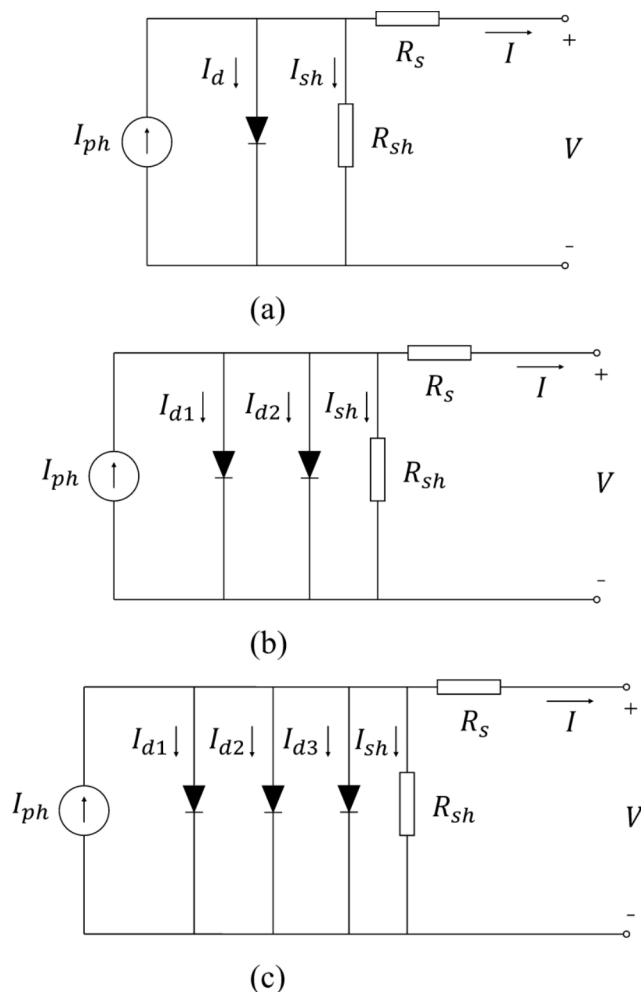 I_d I_sh R_s I +
I_ph R_sh V
-
(a)
I_d1 I_d2 I_sh R_s I +
I_ph R_sh V
-
(b)
I_d1 I_d2 I_d3 I_sh R_s I +
I_ph R_sh V
-
(c)